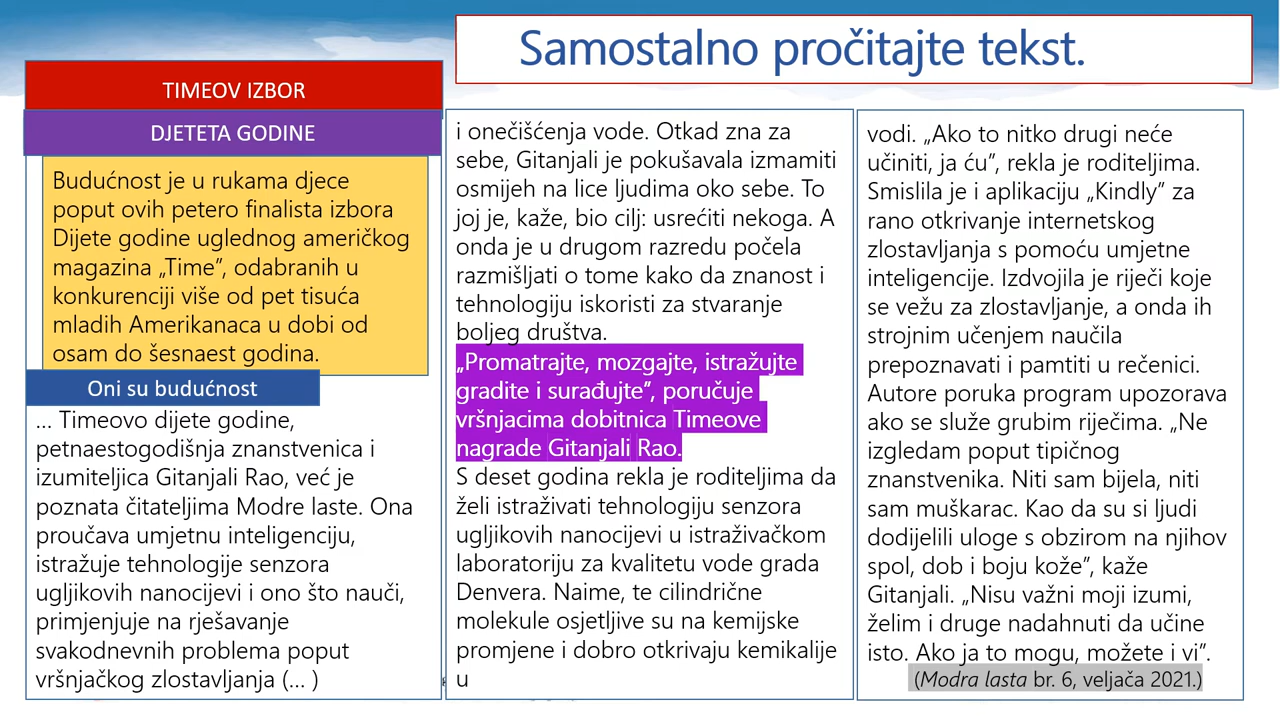 Samostalno pročitajte tekst.
TIMEOV IZBOR
DJETETA GODINE
Budućnost je u rukama djece
poput ovih petero finalista izbora
Dijete godine uglednog američkog
magazina „Time”, odabranih u
konkurenciji više od pet tisuća
mladih Amerikanaca u dobi od
osam do šesnaest godina.
Oni su budućnost
... Timeovo dijete godine,
petnaestogodišnja znanstvenica i
izumiteljica Gitanjali Rao, već je
poznata čitateljima Modre laste. Ona
proučava umjetnu inteligenciju,
istražuje tehnologije senzora
ugljikovih nanocijevi i ono što nauči,
primjenjuje na rješavanje
svakodnevnih problema poput
vršnjačkog zlostavljanja (... )
i onečišćenja vode. Otkad zna za
sebe, Gitanjali je pokušavala izmamiti
osmijeh na lice ljudima oko sebe. To
joj je, kaže, bio cilj: usrećiti nekoga. A
onda je u drugom razredu počela
razmišljati o tome kako da znanost i
tehnologiju iskoristi za stvaranje
boljeg društva.
„Promatrajte, mozgajte, istražujte
gradite i surađujte”, poručuje
vršnjacima dobitnica Timeove
nagrade Gitanjali Rao.
S deset godina rekla je roditeljima da
želi istraživati tehnologiju senzora
ugljikovih nanocijevi u istraživačkom
laboratoriju za kvalitetu vode grada
Denvera. Naime, te cilindrične
molekule osjetljive su na kemijske
promjene i dobro otkrivaju kemikalije
u
vodi. „Ako to nitko drugi neće
učiniti, ja ću”, rekla je roditeljima.
Smislila je i aplikaciju „Kindly” za
rano otkrivanje internetskog
zlostavljanja s pomoću umjetne
inteligencije. Izdvojila je riječi koje
se vežu za zlostavljanje, a onda ih
strojnim učenjem naučila
prepoznavati i pamtiti u rečenici.
Autore poruka program upozorava
ako se služe grubim riječima. „Ne
izgledam poput tipičnog
znanstvenika. Niti sam bijela, niti
sam muškarac. Kao da su si ljudi
dodijelili uloge s obzirom na njihov
spol, dob i boju kože”, kaže
Gitanjali. „Nisu važni moji izumi,
želim i druge nadahnuti da učine
isto. Ako ja to mogu, možete i vi”.
(Modra lasta br. 6, veljača 2021.)